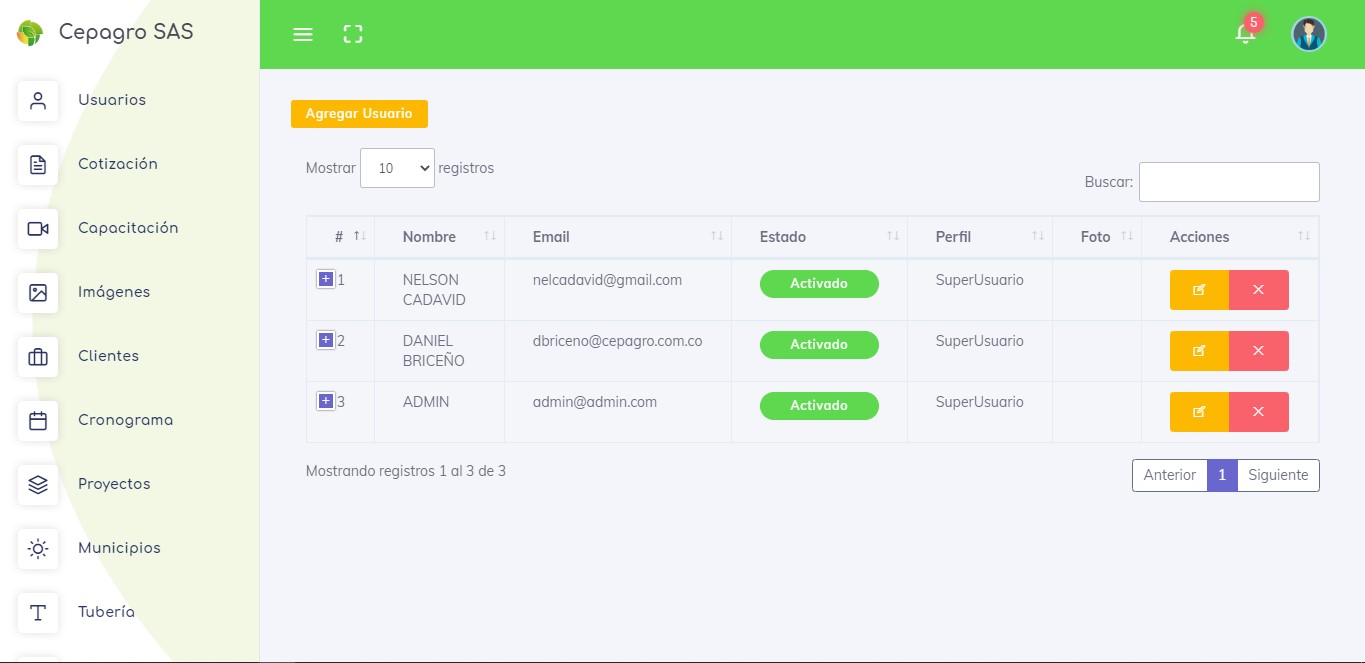 Cepagro SAS
5
Usuarios
Cotización
Capacitación
Imágenes
Clientes
Cronograma
Proyectos
Municipios
Tubería
Agregar Usuario
Mostrar 10 registros
Buscar:
# Nombre Email Estado Perfil Foto Acciones
1 NELSON CADAVID nelcadavid@gmail.com Activado SuperUsuario
2 DANIEL BRICEÑO dbriceno@cepagro.com.co Activado SuperUsuario
3 ADMIN admin@admin.com Activado SuperUsuario
Mostrando registros 1 al 3 de 3
Anterior 1 Siguiente